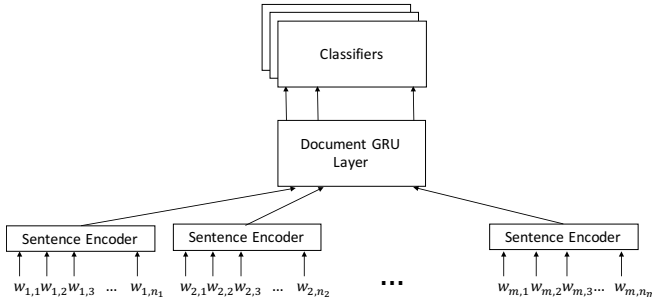 Classifiers
Document GRU
Layer
Sentence Encoder Sentence Encoder Sentence Encoder
w₁,₁ w₁,₂ w₁,₃ ... w₁,ₙ₁ w₂,₁ w₂,₂ w₂,₃ ... w₂,ₙ₂ ... wₘ,₁ wₘ,₂ wₘ,₃ ... wₘ,ₙₘ